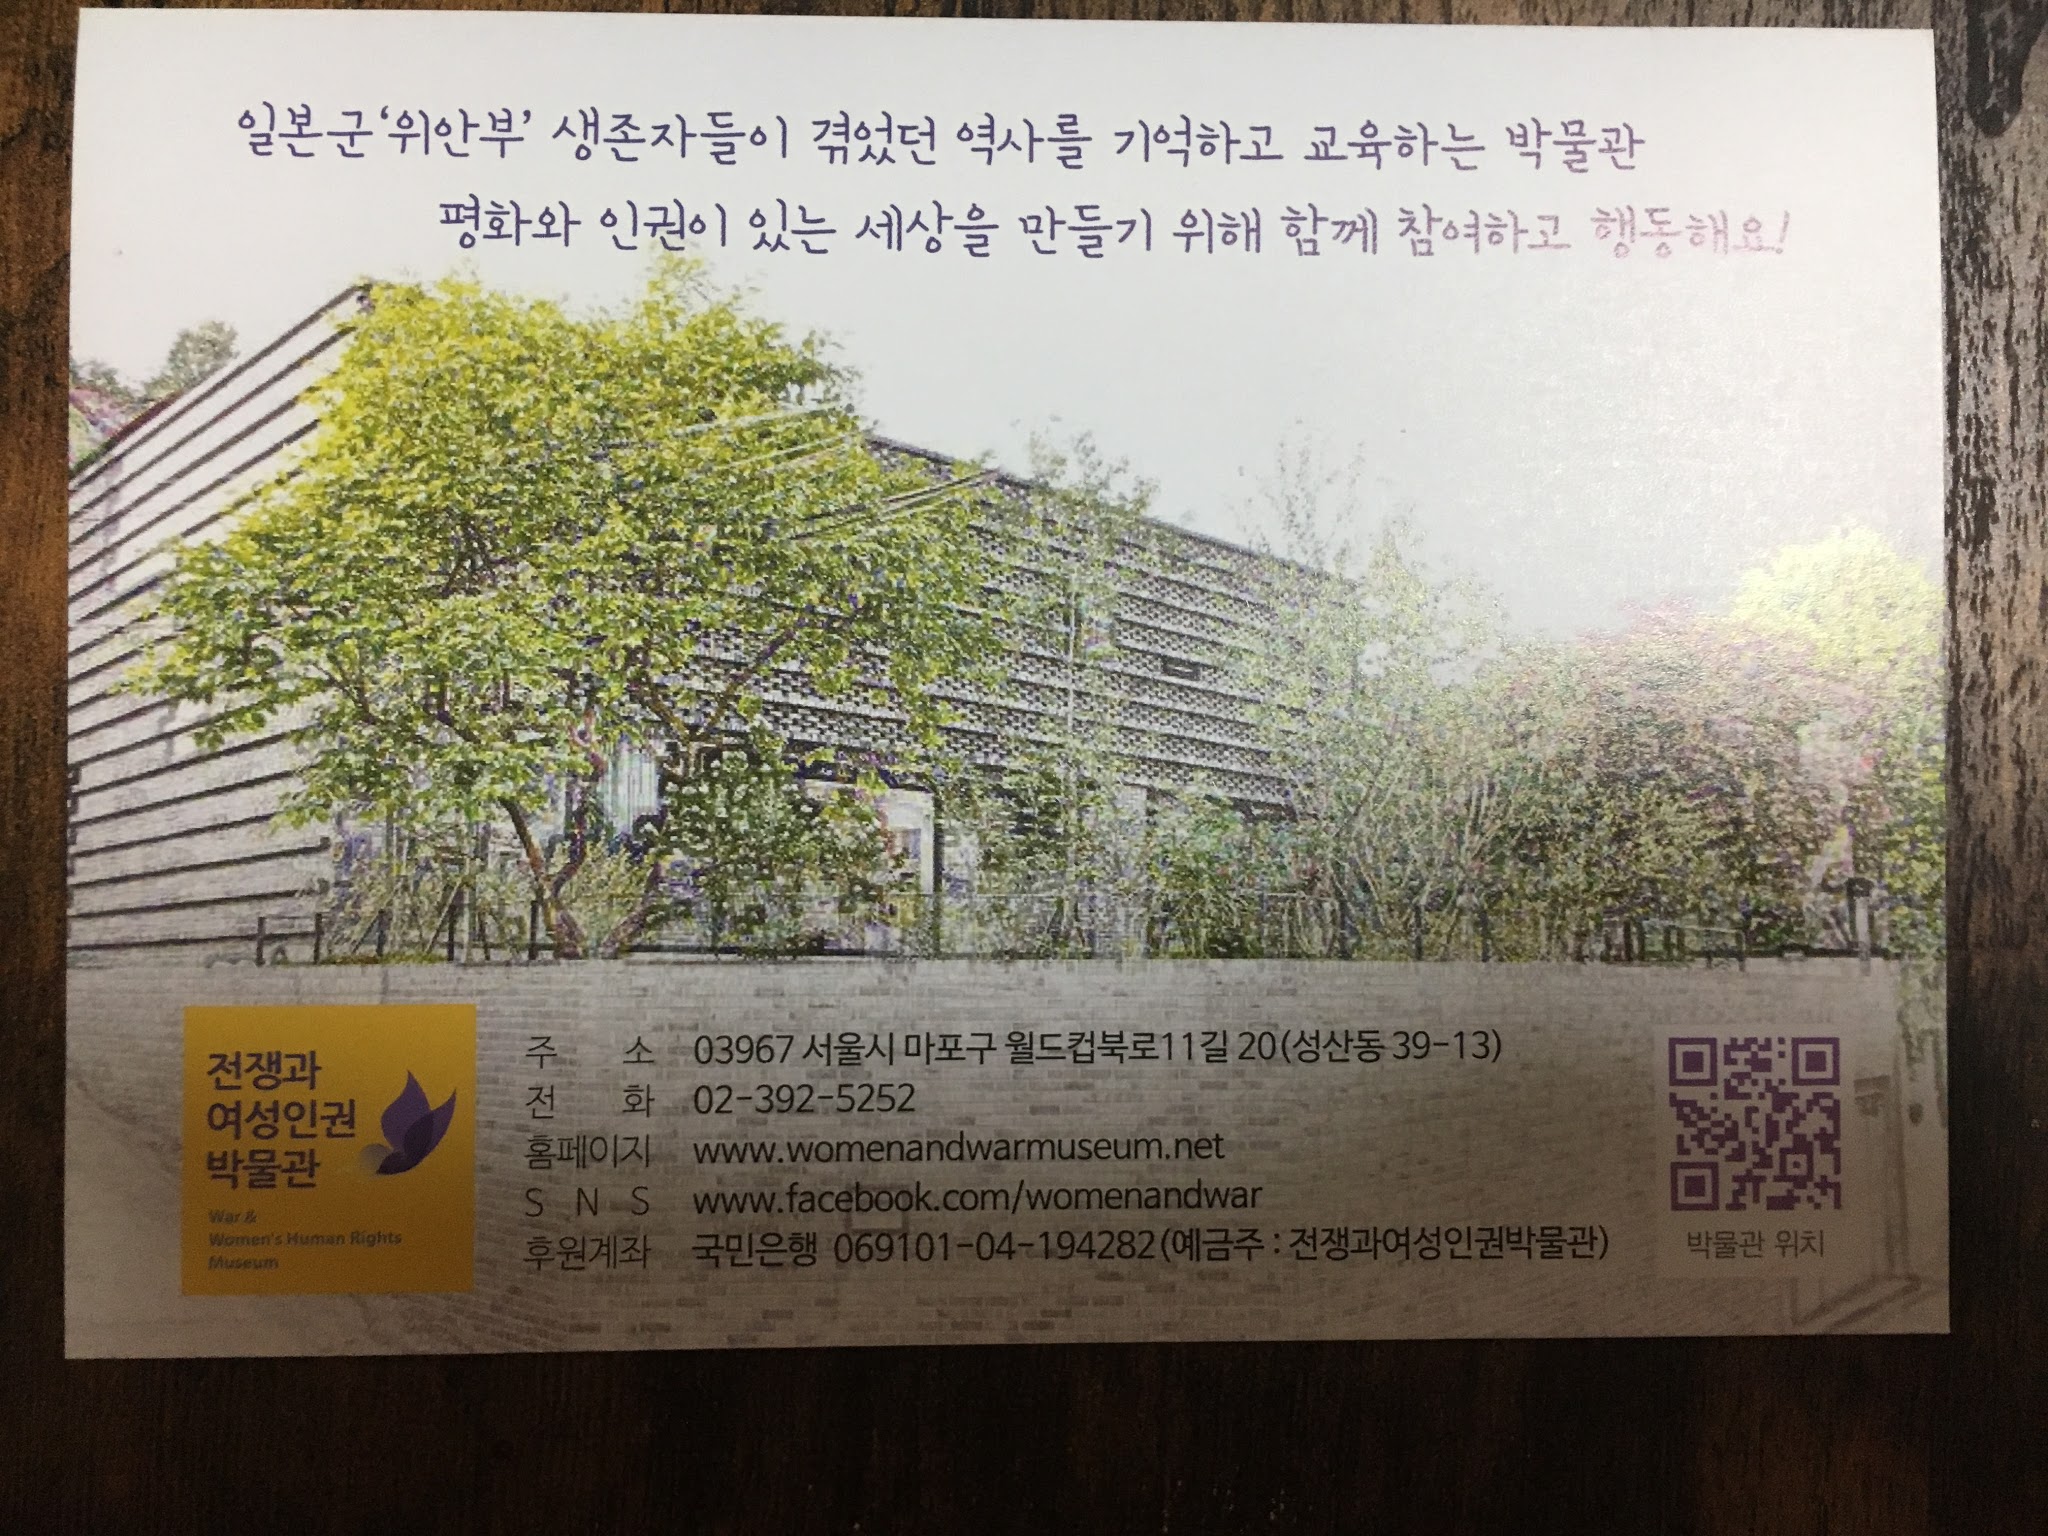 일본군‘위안부’ 생존자들이 겪었던 역사를 기억하고 교육하는 박물관
평화와 인권이 있는 세상을 만들기 위해 함께 참여하고 행동해요!
전쟁과
여성인권
박물관
War &
Women's Human Rights
Museum
주 소 03967 서울시 마포구 월드컵북로11길 20(성산동 39-13)
전 화 02-392-5252
홈페이지 www.womenandwarmuseum.net
S N S www.facebook.com/womenandwar
후원계좌 국민은행 069101-04-194282(예금주 : 전쟁과여성인권박물관)
박물관 위치